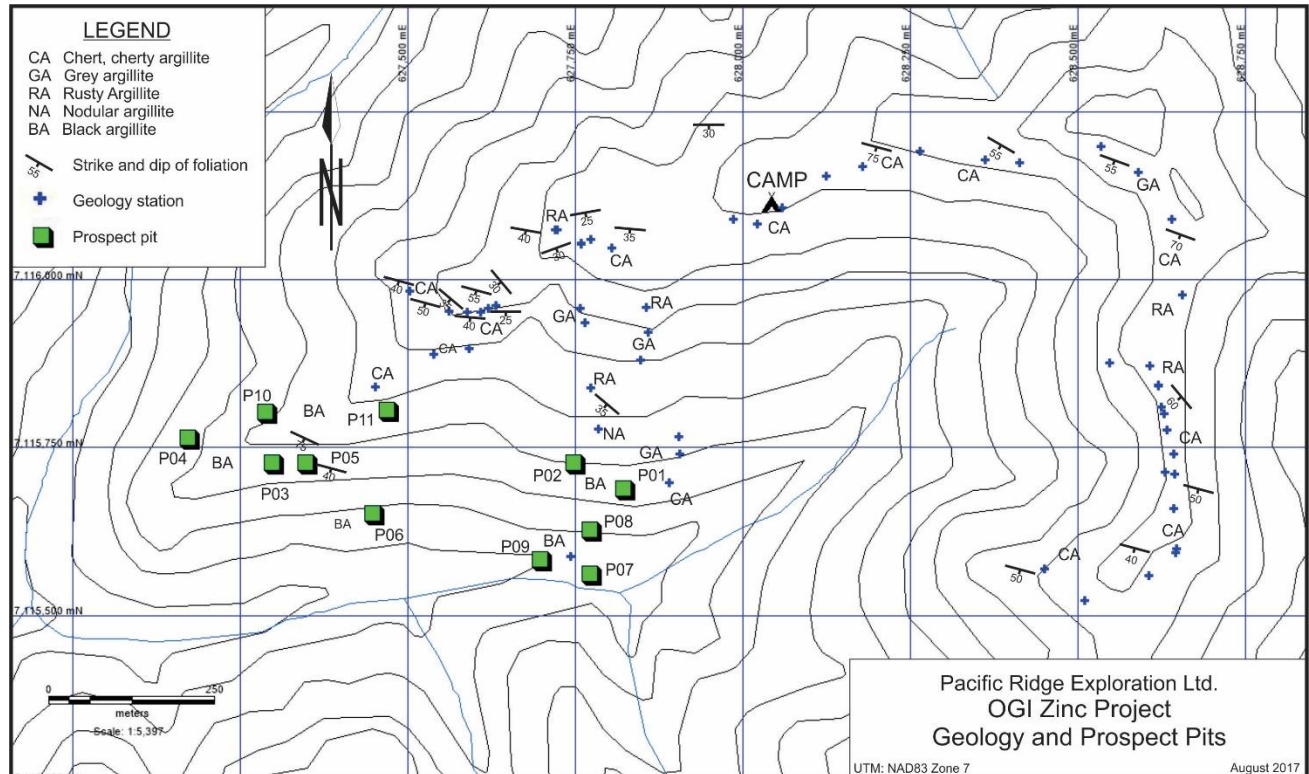 LEGEND
CA Chert, cherty argillite
GA Grey argillite
RA Rusty Argillite
NA Nodular argillite
BA Black argillite
55 Strike and dip of foliation
Geology station
Prospect pit
N
627,500 mE
627,750 mE
628,000 mE
628,250 mE
628,500 mE
628,750 mE
30
75 CA
55
CA
55
GA
CAMP
CA
RA 25
40
30
35
CA
70
CA
7,116,000 mN
40 CA
50
35
55
30
40
25
CA
GA
RA
GA
RA
CA
CA
RA
35
RA
60
P10
BA
P11
NA
CA
7,115,750 mN
75
P04
BA
P05
40
P03
GA
P02
BA
P01
CA
50
BA
P06
P08
CA
P09
BA
P07
40
CA
50
7,115,500 mN
0 250
meters
Scale: 1:5,397
Pacific Ridge Exploration Ltd.
OGI Zinc Project
Geology and Prospect Pits
UTM: NAD83 Zone 7 August 2017